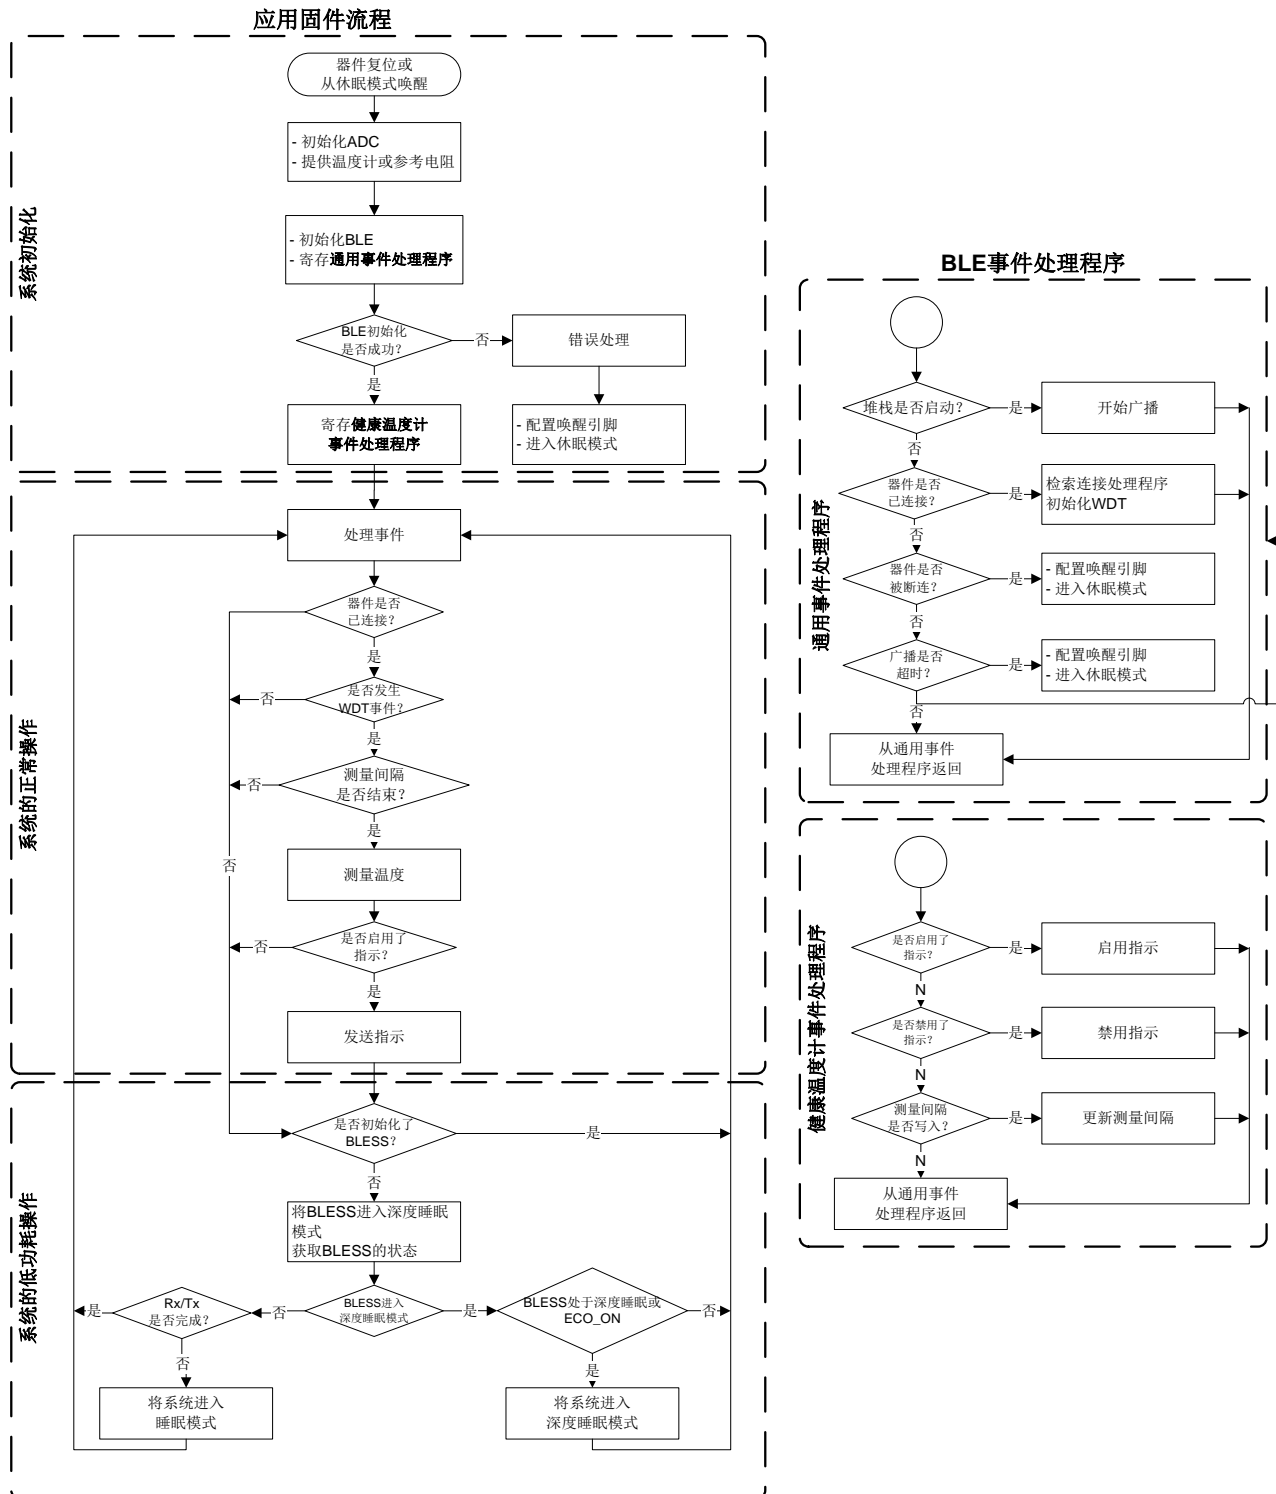 应用固件流程
系统初始化
器件复位或
从休眠模式唤醒
- 初始化ADC
- 提供温度计或参考电阻
- 初始化BLE
- 寄存通用事件处理程序
BLE初始化
是否成功?
否
错误处理
是
寄存健康温度计
事件处理程序
- 配置唤醒引脚
- 进入休眠模式
系统的正常操作
处理事件
器件是否
已连接?
是
是否发生
WDT事件?
否
是
测量间隔
是否结束?
否
是
否
测量温度
是否启用了
指示?
否
是
发送指示
系统的低功耗操作
是否初始化了
BLESS?
是
否
将BLESS进入深度睡眠
模式
获取BLESS的状态
BLESS进入
深度睡眠模式
否
是
Rx/Tx
是否完成?
是
否
BLESS处于深度睡眠或
ECO_ON
否
是
将系统进入
睡眠模式
将系统进入
深度睡眠模式
BLE事件处理程序
通用事件处理程序
堆栈是否启动?
是
开始广播
否
器件是否
已连接?
是
检索连接处理程序
初始化WDT
否
器件是否
被断连?
是
- 配置唤醒引脚
- 进入休眠模式
否
广播是否
超时?
是
- 配置唤醒引脚
- 进入休眠模式
否
从通用事件
处理程序返回
健康温度计事件处理程序
是否启用了
指示?
是
启用指示
N
是否禁用了
指示?
是
禁用指示
N
测量间隔
是否写入?
是
更新测量间隔
N
从通用事件
处理程序返回